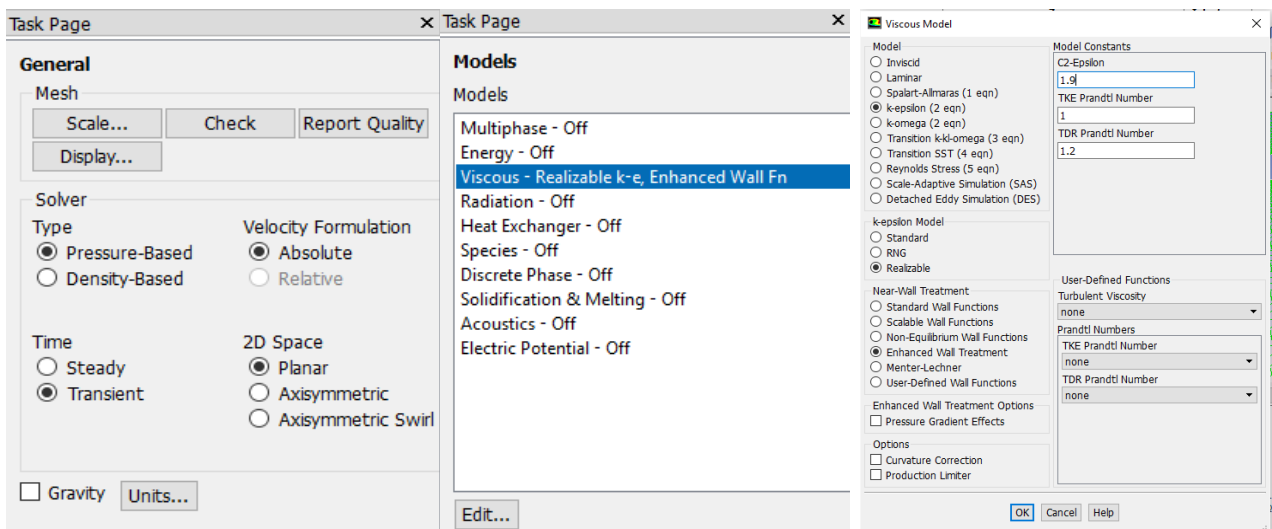 Task Page
General
Mesh
Scale...
Check
Report Quality
Display...
Solver
Type
Velocity Formulation
Pressure-Based
Absolute
Density-Based
Relative
Time
2D Space
Steady
Planar
Transient
Axisymmetric
Axisymmetric Swirl
Gravity
Units...
Task Page
Models
Models
Multiphase - Off
Energy - Off
Viscous - Realizable k-e, Enhanced Wall Fn
Radiation - Off
Heat Exchanger - Off
Species - Off
Discrete Phase - Off
Solidification & Melting - Off
Acoustics - Off
Electric Potential - Off
Edit...
Viscous Model
Model
Inviscid
Laminar
Spalart-Allmaras (1 eqn)
k-epsilon (2 eqn)
k-omega (2 eqn)
Transition k-kl-omega (3 eqn)
Transition SST (4 eqn)
Reynolds Stress (5 eqn)
Scale-Adaptive Simulation (SAS)
Detached Eddy Simulation (DES)
k-epsilon Model
Standard
RNG
Realizable
Near-Wall Treatment
Standard Wall Functions
Scalable Wall Functions
Non-Equilibrium Wall Functions
Enhanced Wall Treatment
Menter-Lechner
User-Defined Wall Functions
Enhanced Wall Treatment Options
Pressure Gradient Effects
Options
Curvature Correction
Production Limiter
Model Constants
C2-Epsilon
1.9
TKE Prandtl Number
1
TDR Prandtl Number
1.2
User-Defined Functions
Turbulent Viscosity
none
Prandtl Numbers
TKE Prandtl Number
none
TDR Prandtl Number
none
OK
Cancel
Help